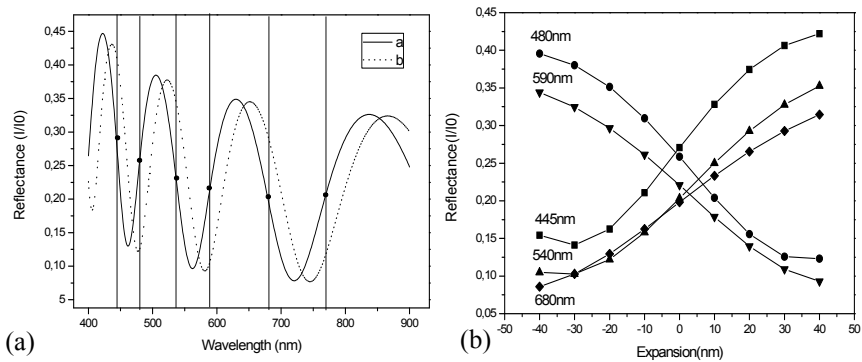 0,45
0,40
0,35
0,30
0,25
0,20
0,15
0,10
5
Reflectance (I/I0)
400
500
600
700
800
900
Wavelength (nm)
a
b
(a)
0,45
0,40
0,35
0,30
0,25
0,20
0,15
0,10
0,05
Reflectance (I/I0)
480nm
590nm
445nm
540nm
680nm
-50
-40
-30
-20
-10
0
10
20
30
40
50
Expansion(nm)
(b)